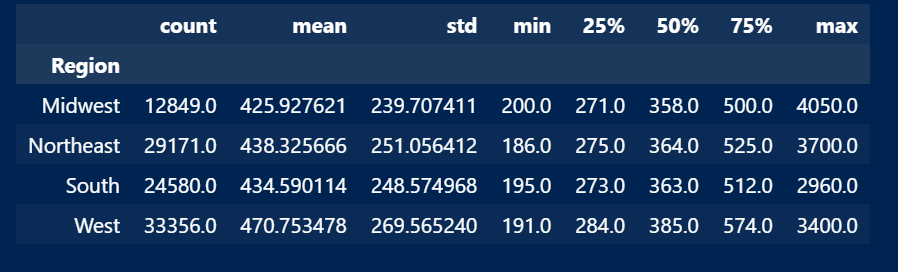 count mean std min 25% 50% 75% max
Region
Midwest 12849.0 425.927621 239.707411 200.0 271.0 358.0 500.0 4050.0
Northeast 29171.0 438.325666 251.056412 186.0 275.0 364.0 525.0 3700.0
South 24580.0 434.590114 248.574968 195.0 273.0 363.0 512.0 2960.0
West 33356.0 470.753478 269.565240 191.0 284.0 385.0 574.0 3400.0